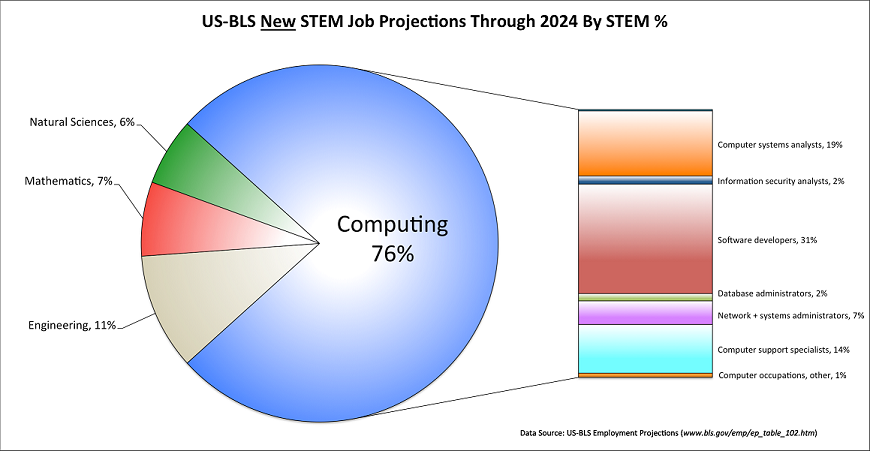 US-BLS New STEM Job Projections Through 2024 By STEM %
Natural Sciences, 6%
Mathematics, 7%
Engineering, 11%
Computing
76%
Computer systems analysts, 19%
Information security analysts, 2%
Software developers, 31%
Database administrators, 2%
Network + systems administrators, 7%
Computer support specialists, 14%
Computer occupations, other, 1%
Data Source: US-BLS Employment Projections (www.bls.gov/emp/ep_table_102.htm)